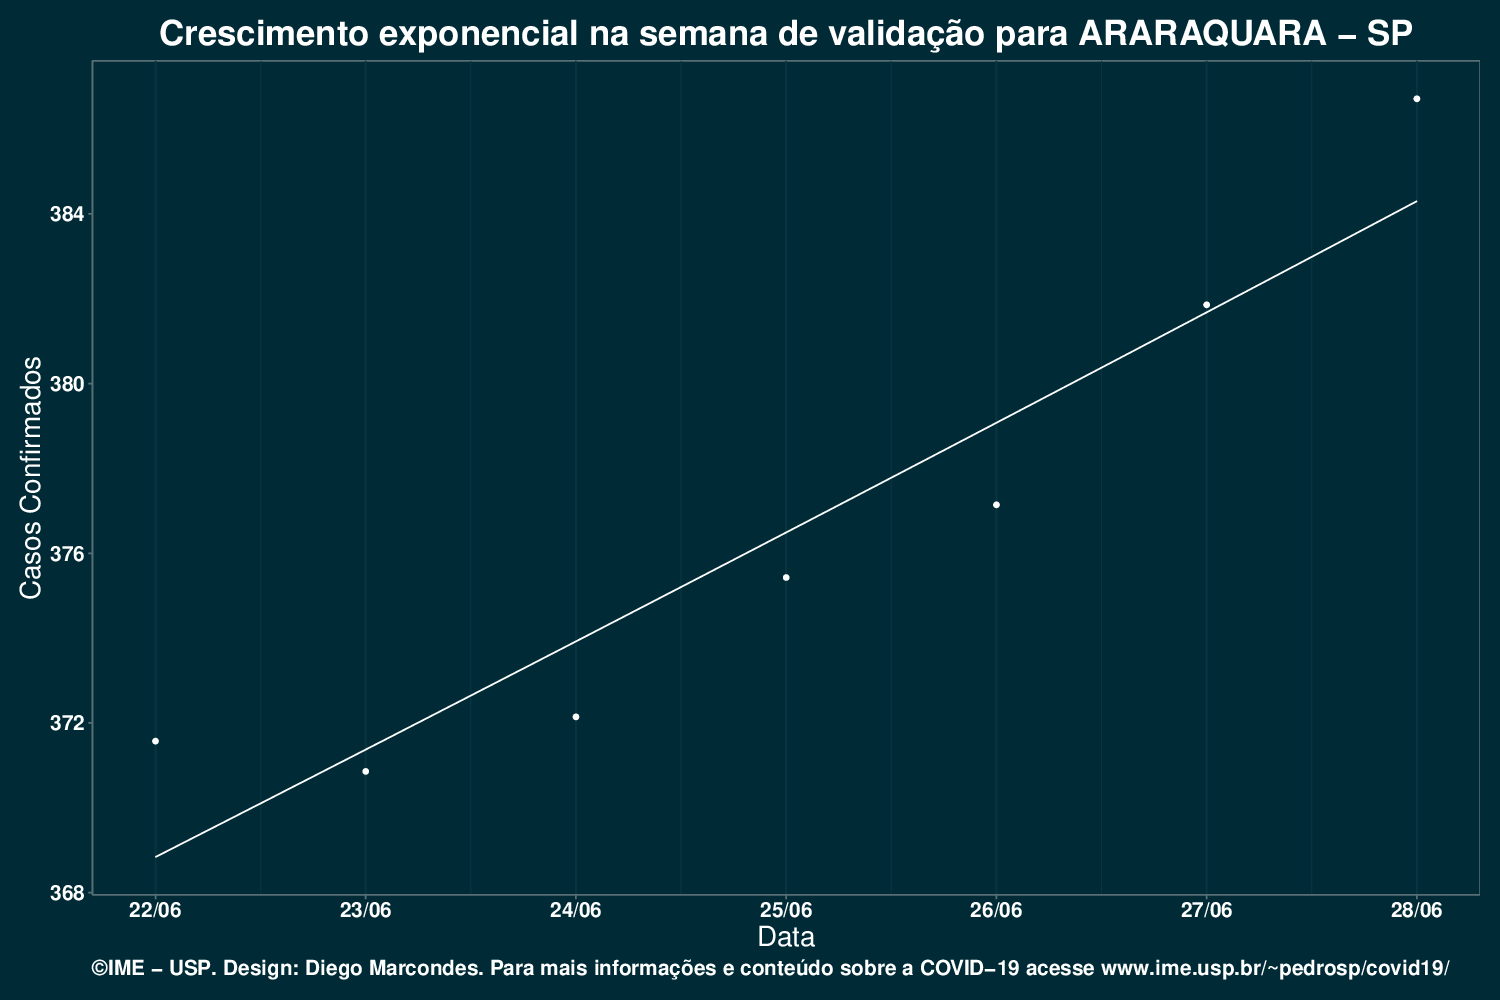 Crescimento exponencial na semana de validação para ARARAQUARA – SP
Casos Confirmados
384
380
376
372
368
22/06 23/06 24/06 25/06 26/06 27/06 28/06
Data
©IME – USP. Design: Diego Marcondes. Para mais informações e conteúdo sobre a COVID–19 acesse www.ime.usp.br/~pedrosp/covid19/